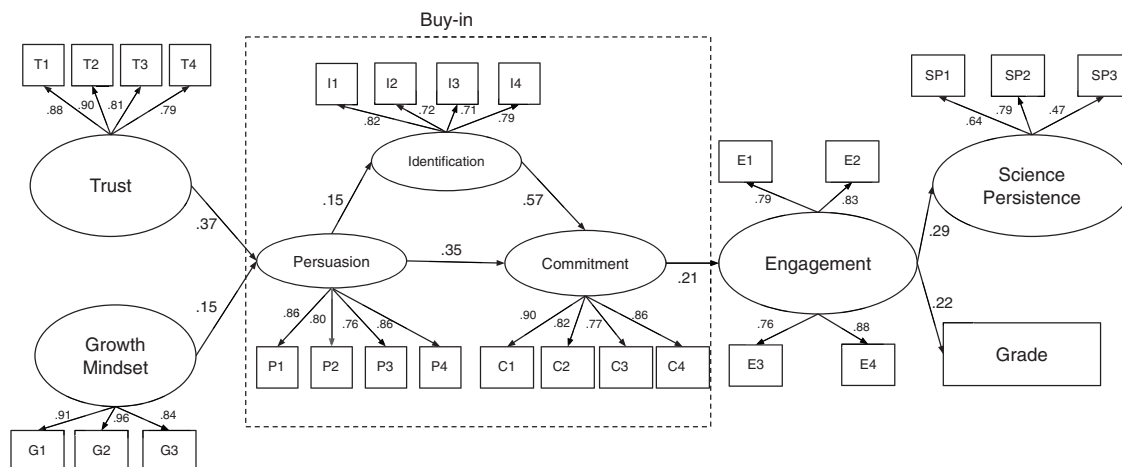 Buy-in
T1 T2 T3 T4
.88 .90 .81 .79
Trust
I1 I2 I3 I4
.82 .72 .71 .79
Identification
SP1 SP2 SP3
.64 .79 .47
Science
Persistence
E1 E2
.79 .83
.37
.15
.57
Persuasion
.35
Commitment
.21
Engagement
.29
.22
.15
Growth
Mindset
.86 .80 .76 .86
P1 P2 P3 P4
.90 .82 .77 .86
C1 C2 C3 C4
.76 .88
E3 E4
Grade
.91 .96 .84
G1 G2 G3